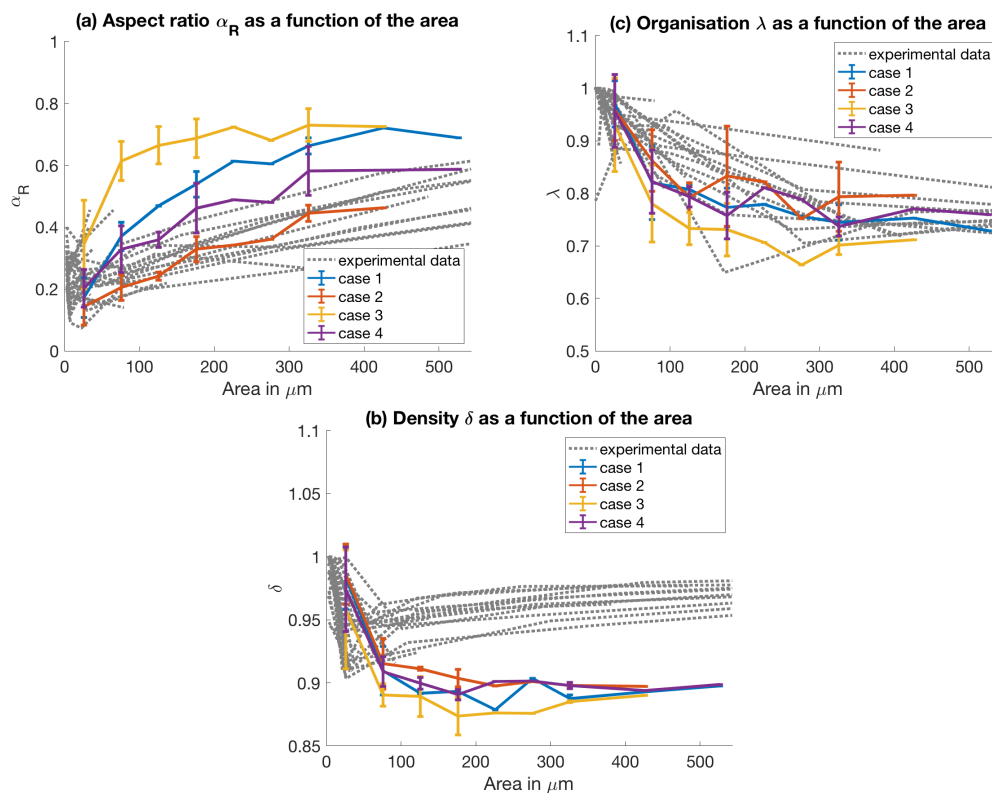 (a) Aspect ratio α_R as a function of the area
1
0.8
0.6
0.4
0.2
0
α_R
0 100 200 300 400 500
Area in μm
experimental data
case 1
case 2
case 3
case 4
(c) Organisation λ as a function of the area
1.1
1
0.9
0.8
0.7
0.6
0.5
λ
0 100 200 300 400 500
Area in μm
experimental data
case 1
case 2
case 3
case 4
(b) Density δ as a function of the area
1.1
1.05
1
0.95
0.9
0.85
δ
0 100 200 300 400 500
Area in μm
experimental data
case 1
case 2
case 3
case 4